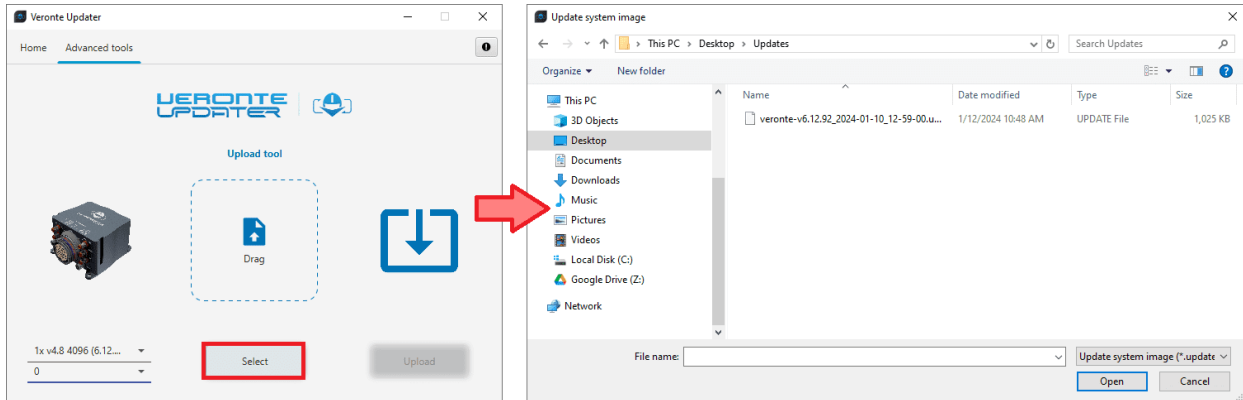 Veronte Updater
Home Advanced tools
VERONTE
UPDATER
Upload tool
Drag
1x v4.8 4096 (6.12....
0
Select
Upload
Update system image
This PC > Desktop > Updates
Search Updates
Organize
New folder
Name
Date modified
Type
Size
This PC
3D Objects
Desktop
Documents
Downloads
Music
Pictures
Videos
Local Disk (C:)
Google Drive (Z:)
Network
veronte-v6.12.92_2024-01-10_12-59-00.u...
1/12/2024 10:48 AM
UPDATE File
1,025 KB
File name:
Update system image (*.update
Open
Cancel